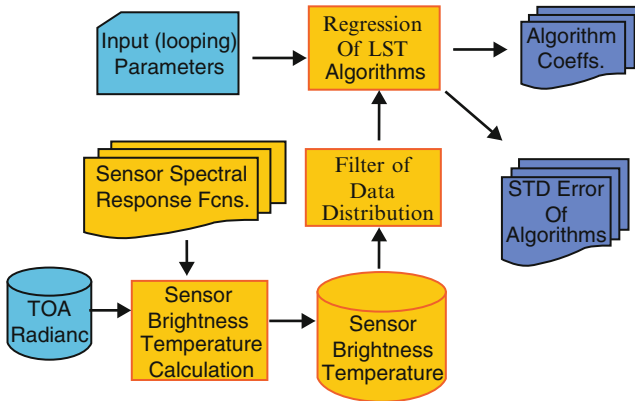 Input (looping)
Parameters
Regression
Of LST
Algorithms
Algorithm
Coeffs.
Sensor Spectral
Response Fcns.
Filter of
Data
Distribution
STD Error
Of
Algorithms
TOA
Radianc
Sensor
Brightness
Temperature
Calculation
Sensor
Brightness
Temperature